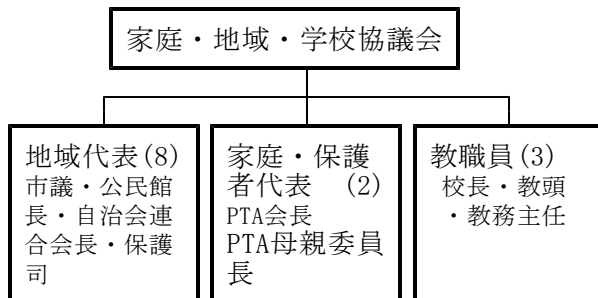 家庭・地域・学校協議会
地域代表(8)
市議・公民館
長・自治会連
合会長・保護
司
家庭・保護
者代表　(2)
PTA会長
PTA母親委員
長
教職員(3)
校長・教頭
・教務主任